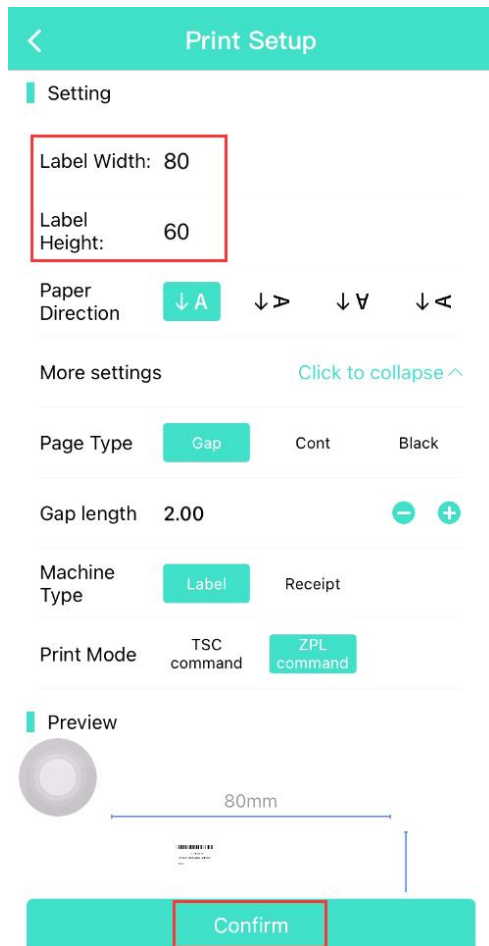 Print Setup
Setting
Label Width: 80
Label
Height: 60
Paper
Direction ↓ A ↓ A ↓ A ↓ A
More settings Click to collapse
Page Type Gap Cont Black
Gap length 2.00
Machine
Type Label Receipt
Print Mode TSC
command ZPL
command
Preview
80mm
Confirm